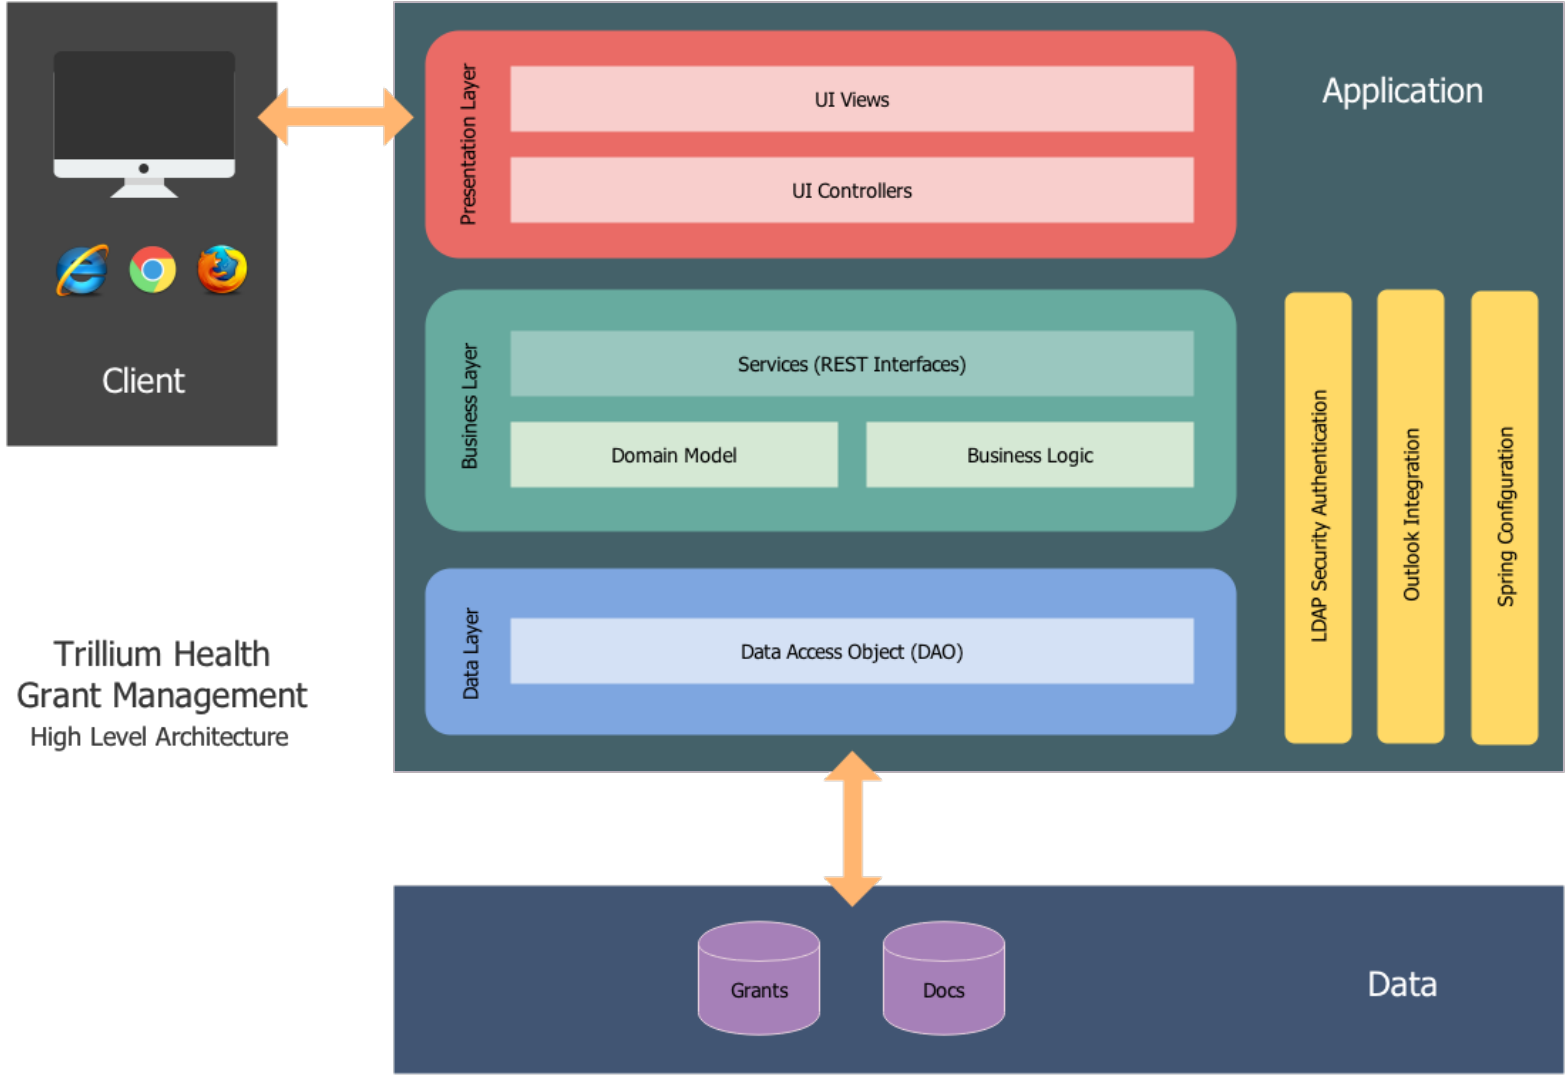 Client
Trillium Health
Grant Management
High Level Architecture
Application
Presentation Layer
UI Views
UI Controllers
Business Layer
Services (REST Interfaces)
Domain Model
Business Logic
Data Layer
Data Access Object (DAO)
LDAP Security Authentication
Outlook Integration
Spring Configuration
Grants
Docs
Data